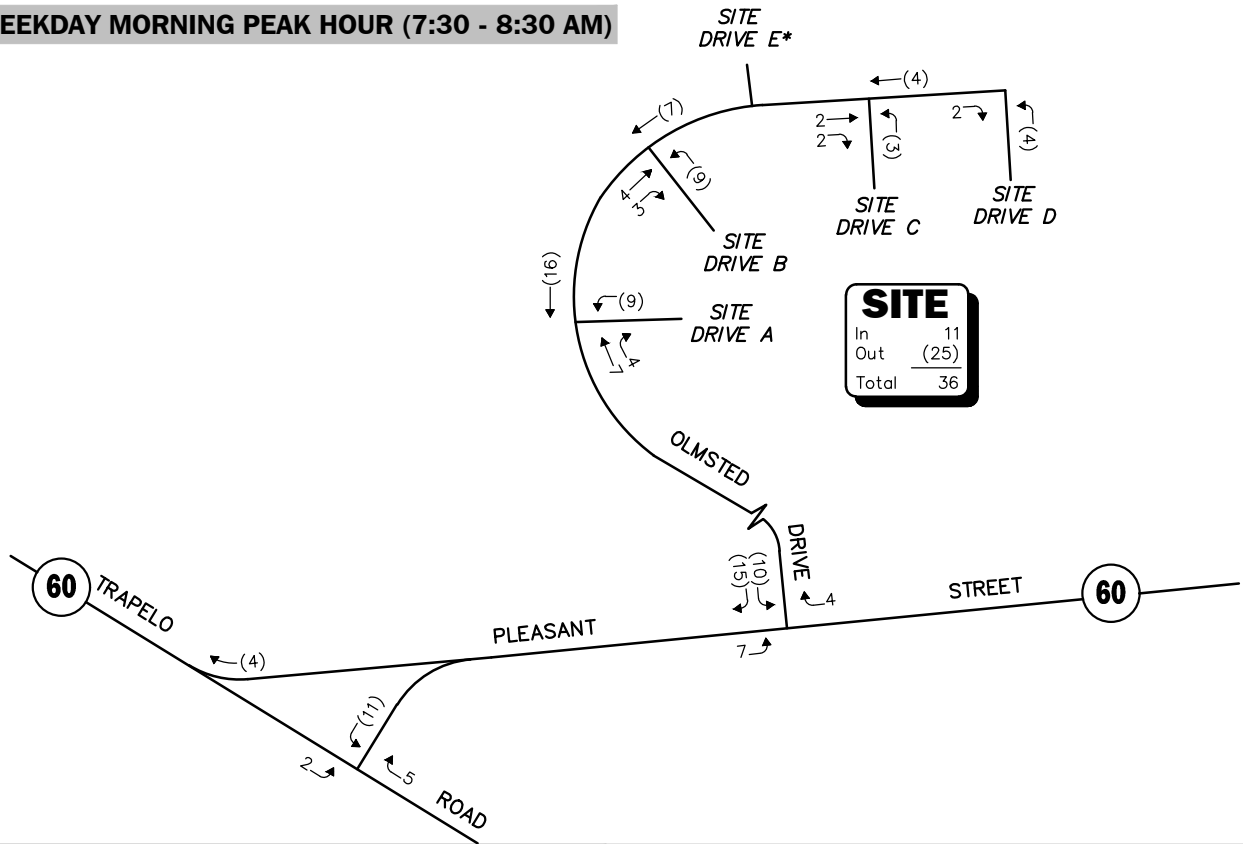 EEKDAY MORNING PEAK HOUR (7:30 - 8:30 AM)
SITE
DRIVE E*
(4)
(7)
2
2
(3)
2
(4)
(9)
4
3
SITE
DRIVE C
SITE
DRIVE D
SITE
DRIVE B
(16)
(9)
SITE
DRIVE A
7
4
SITE
In 11
Out (25)
Total 36
OLMSTED
DRIVE
(15)
(10)
4
7
STREET
60
60
TRAPELO
PLEASANT
(4)
(11)
2
5
ROAD